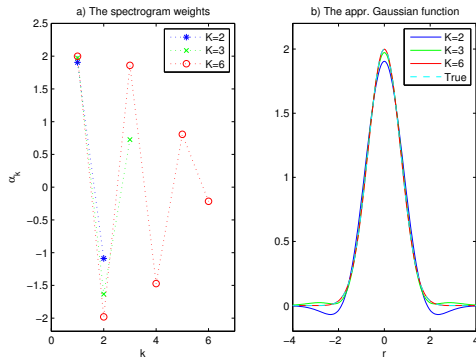 a) The spectrogram weights
2.5
2
1.5
1
0.5
0
−0.5
−1
−1.5
−2
α_k
0 2 4 6
k
K=2
K=3
K=6
b) The appr. Gaussian function
2
1.5
1
0.5
0
−4 −2 0 2 4
r
K=2
K=3
K=6
True